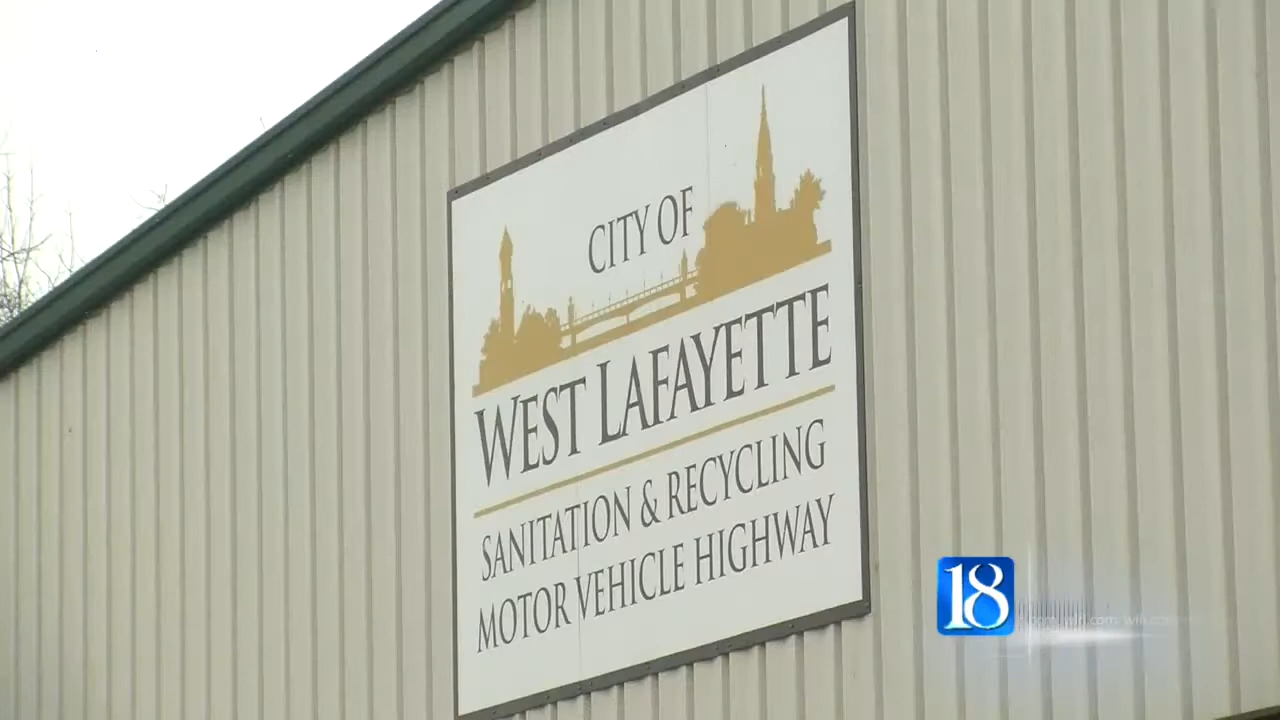 CITY OF
WEST LAFAYETTE
SANITATION & RECYCLING
MOTOR VEHICLE HIGHWAY
18